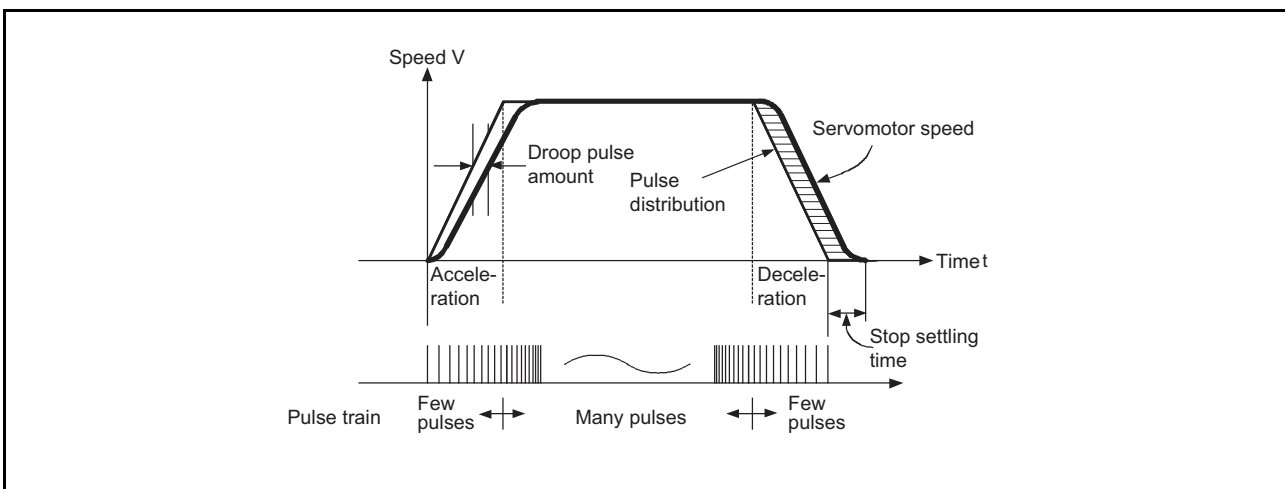 Speed V
Droop pulse
amount
Pulse
distribution
Servomotor speed
Time t
Accele-
ration
Decele-
ration
Stop settling
time
Pulse train
Few
pulses
Many pulses
Few
pulses